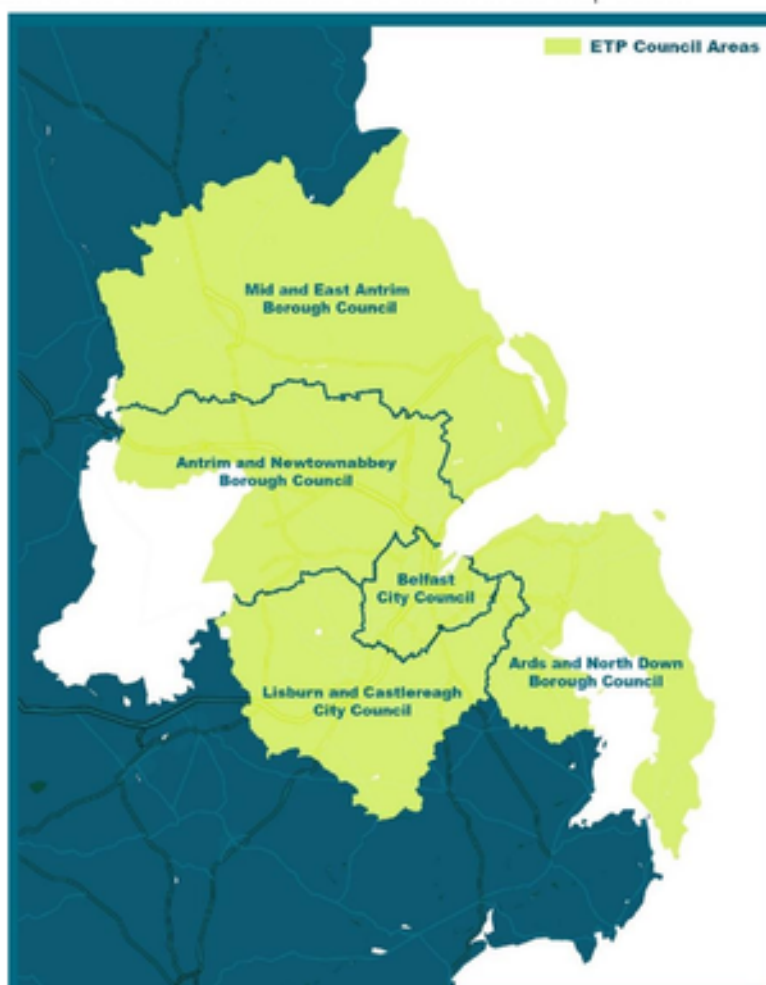 ETP Council Areas
Mid and East Antrim
Borough Council
Antrim and Newtownabbey
Borough Council
Belfast
City Council
Ards and North Down
Borough Council
Lisburn and Castlereagh
City Council